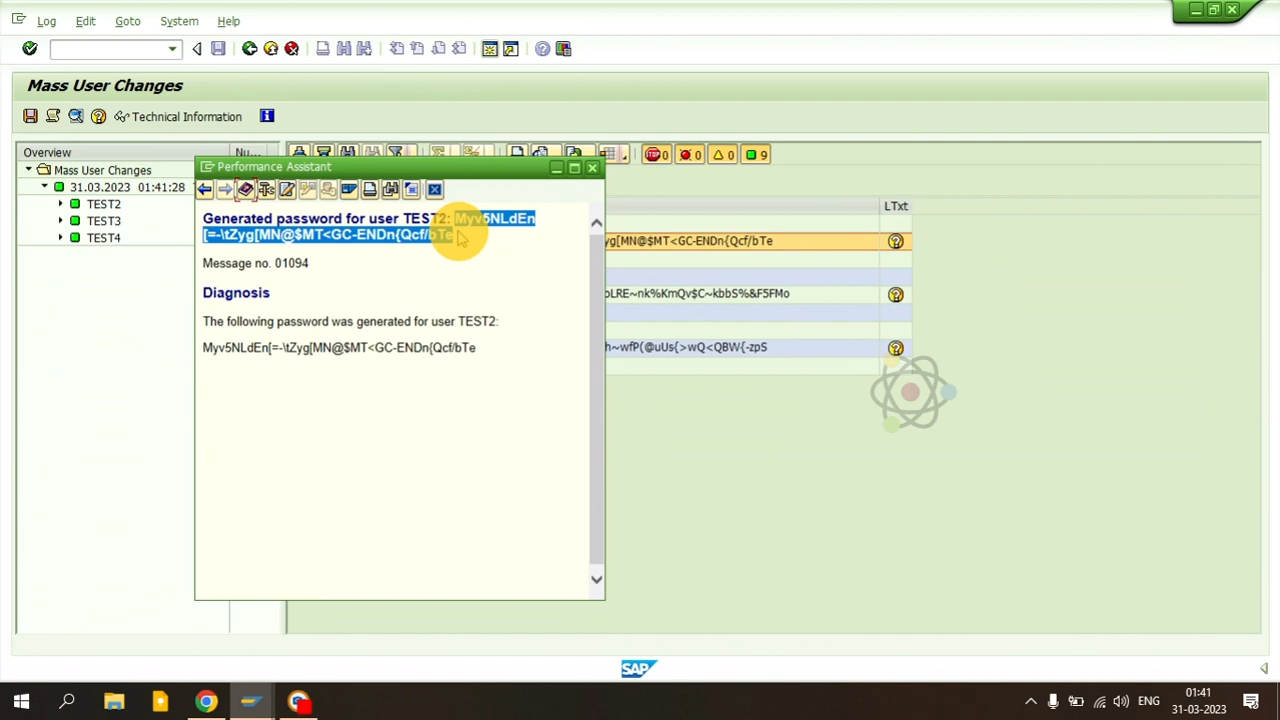 Log Edit Goto System Help
Mass User Changes
Technical Information
Overview Nu...
Mass User Changes
31.03.2023 01:41:28
TEST2
TEST3
TEST4
Performance Assistant
Generated password for user TEST2: Myv5NLdEn
[=-\tZyg[MN@$MT<GC-ENDn{Qcf/bTe
Message no. 01094
Diagnosis
The following password was generated for user TEST2:
Myv5NLdEn[=-\tZyg[MN@$MT<GC-ENDn{Qcf/bTe
STOP 0 0 0 9
LTxt
yg[MN@$MT<GC-ENDn{Qcf/bTe
oLRE~nk%KmQv$C~kbbS%&F5FMo
h~wfP(@uUs{>wQ<QBW{-zpS
SAP
ENG
01:41
31-03-2023